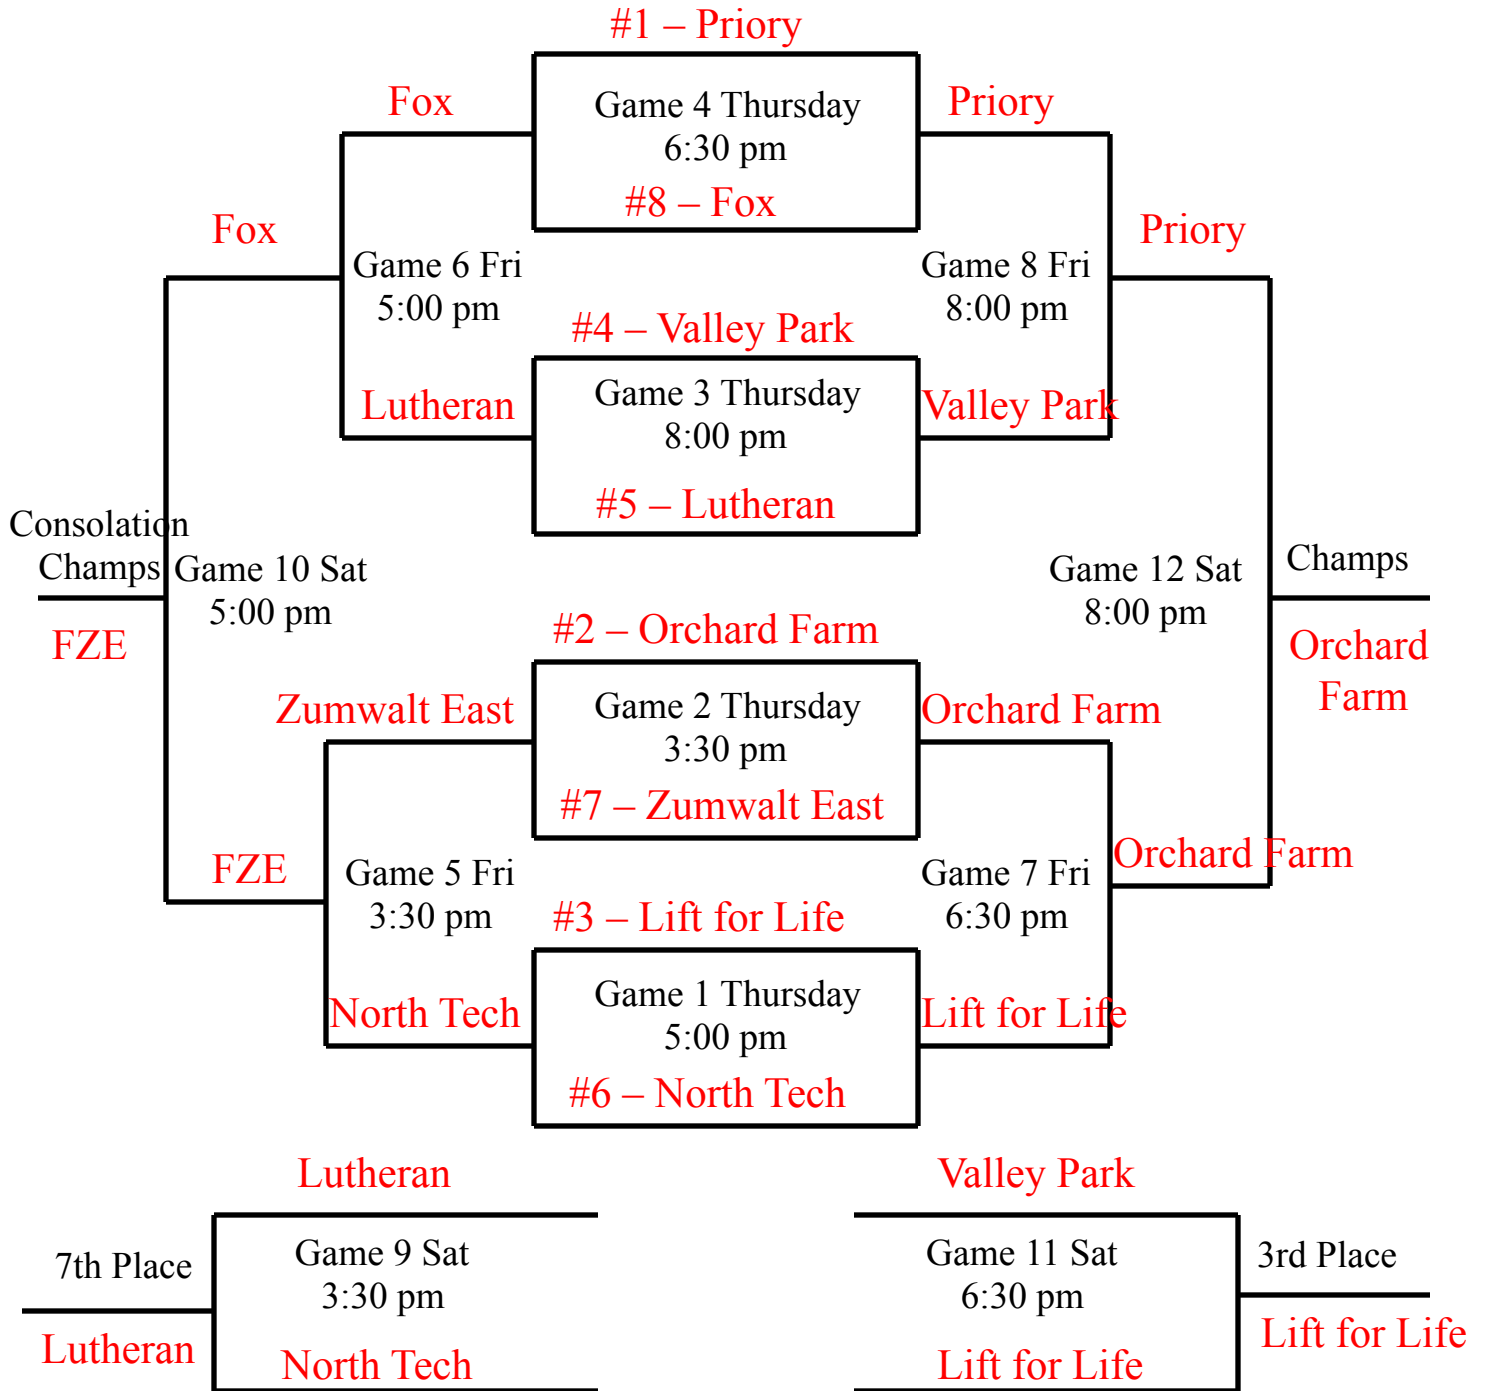 #1 – Priory
Fox
Game 4 Thursday
6:30 pm
Priory
#8 – Fox
Fox
Priory
Game 6 Fri
5:00 pm
Game 8 Fri
8:00 pm
#4 – Valley Park
Lutheran
Game 3 Thursday
8:00 pm
Valley Park
#5 – Lutheran
Consolation
Champs
Game 10 Sat
5:00 pm
Game 12 Sat
8:00 pm
Champs
FZE
#2 – Orchard Farm
Orchard
Farm
Zumwalt East
Game 2 Thursday
3:30 pm
Orchard Farm
#7 – Zumwalt East
FZE
Game 5 Fri
3:30 pm
Game 7 Fri
6:30 pm
Orchard Farm
#3 – Lift for Life
North Tech
Game 1 Thursday
5:00 pm
Lift for Life
#6 – North Tech
Lutheran
Valley Park
7th Place
Game 9 Sat
3:30 pm
Game 11 Sat
6:30 pm
3rd Place
Lutheran
North Tech
Lift for Life
Lift for Life